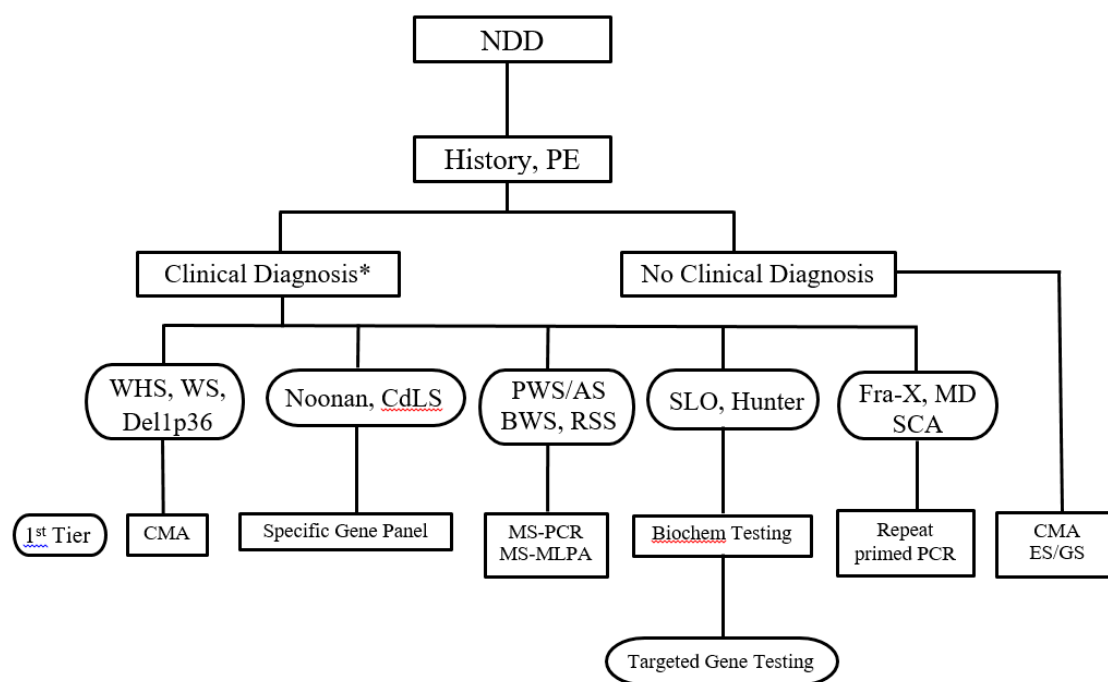 NDD
History, PE
Clinical Diagnosis*
No Clinical Diagnosis
WHS, WS,
Del1p36
Noonan, CdLS
PWS/AS
BWS, RSS
SLO, Hunter
Fra-X, MD
SCA
1st Tier
CMA
Specific Gene Panel
MS-PCR
MS-MLPA
Biochem Testing
Repeat
primed PCR
CMA
ES/GS
Targeted Gene Testing